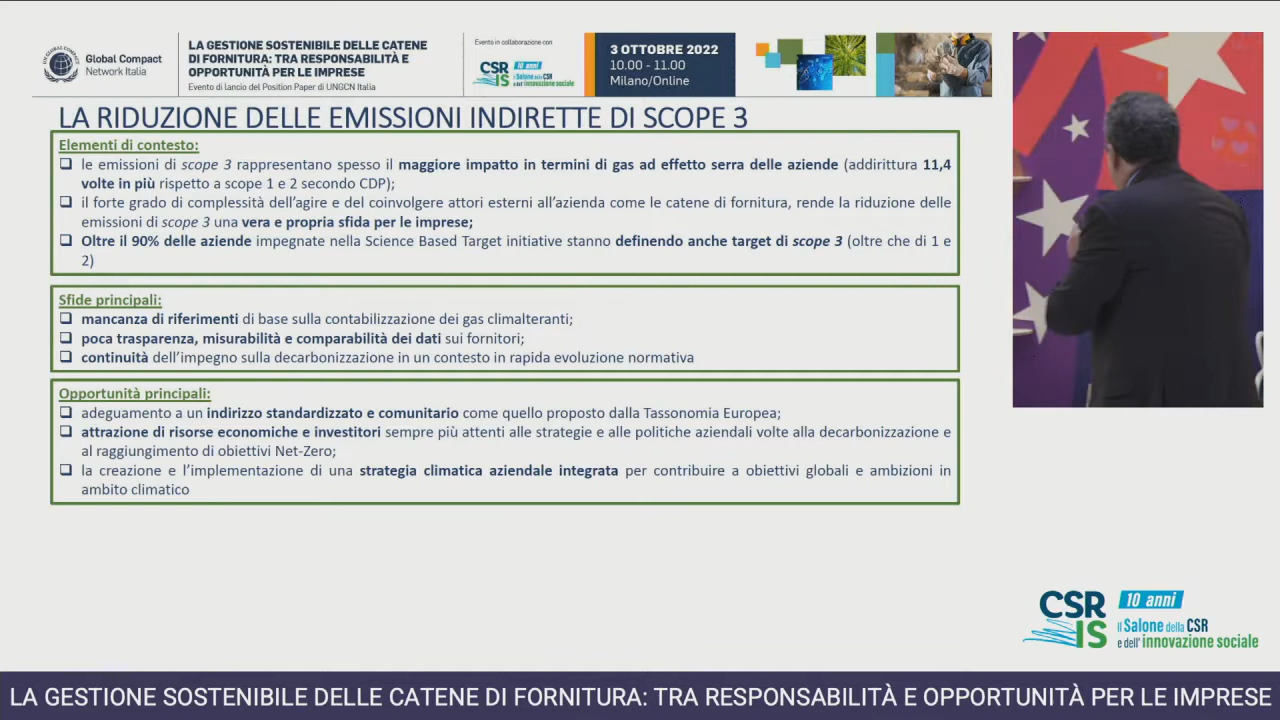 Global Compact
Network Italia
LA GESTIONE SOSTENIBILE DELLE CATENE
DI FORNITURA: TRA RESPONSABILITÀ E
OPPORTUNITÀ PER LE IMPRESE
Evento di lancio del Position Paper di UNGCN Italia
Evento in collaborazione con
CSR
IS
10 anni
il Salone della CSR
e dell'innovazione sociale
3 OTTOBRE 2022
10.00 - 11.00
Milano/Online
LA RIDUZIONE DELLE EMISSIONI INDIRETTE DI SCOPE 3
Elementi di contesto:
❑ le emissioni di scope 3 rappresentano spesso il maggiore impatto in termini di gas ad effetto serra delle aziende (addirittura 11,4
volte in più rispetto a scope 1 e 2 secondo CDP);
❑ il forte grado di complessità dell'agire e del coinvolgere attori esterni all'azienda come le catene di fornitura, rende la riduzione delle
emissioni di scope 3 una vera e propria sfida per le imprese;
❑ Oltre il 90% delle aziende impegnate nella Science Based Target initiative stanno definendo anche target di scope 3 (oltre che di 1 e
2)
Sfide principali:
❑ mancanza di riferimenti di base sulla contabilizzazione dei gas climalteranti;
❑ poca trasparenza, misurabilità e comparabilità dei dati sui fornitori;
❑ continuità dell'impegno sulla decarbonizzazione in un contesto in rapida evoluzione normativa
Opportunità principali:
❑ adeguamento a un indirizzo standardizzato e comunitario come quello proposto dalla Tassonomia Europea;
❑ attrazione di risorse economiche e investitori sempre più attenti alle strategie e alle politiche aziendali volte alla decarbonizzazione e
al raggiungimento di obiettivi Net-Zero;
❑ la creazione e l'implementazione di una strategia climatica aziendale integrata per contribuire a obiettivi globali e ambizioni in
ambito climatico
CSR
IS
10 anni
il Salone della CSR
e dell'innovazione sociale
LA GESTIONE SOSTENIBILE DELLE CATENE DI FORNITURA: TRA RESPONSABILITÀ E OPPORTUNITÀ PER LE IMPRESE